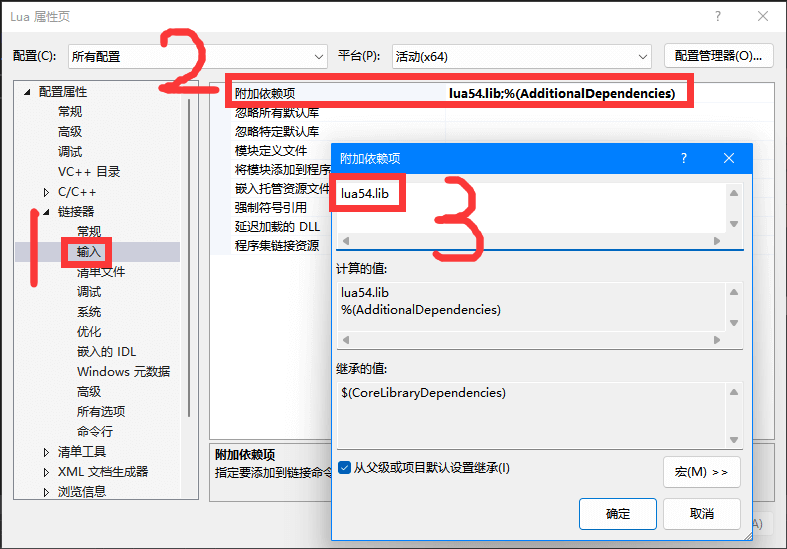 Lua 属性页
配置(C): 所有配置 平台(P): 活动(x64) 配置管理器(O)...
2
配置属性
常规
高级
调试
VC++ 目录
C/C++
链接器
常规
输入
清单文件
调试
系统
优化
嵌入的 IDL
Windows 元数据
高级
所有选项
命令行
清单工具
XML 文档生成器
浏览信息
1
附加依赖项 lua54.lib;%(AdditionalDependencies)
忽略所有默认库
忽略特定默认库
模块定义文件
将模块添加到程序
嵌入托管资源文件
强制符号引用
延迟加载的 DLL
程序集链接资源
附加依赖项
指定要添加到链接命令
附加依赖项
lua54.lib
3
计算的值:
lua54.lib
%(AdditionalDependencies)
继承的值:
$(CoreLibraryDependencies)
从父级或项目默认设置继承(I)
宏(M) >>
确定 取消
A)